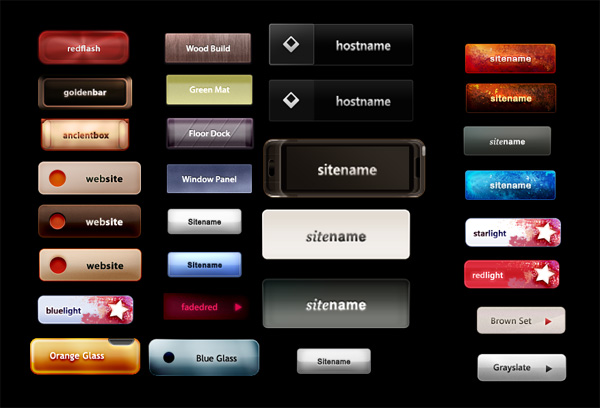 redflash
goldenbar
ancientbox
website
website
website
bluelight
Orange Glass
Wood Build
Green Mat
Floor Dock
Window Panel
Sitename
Sitename
fadedred
Blue Glass
hostname
hostname
sitename
sitename
sitename
Sitename
sitename
sitename
sitename
sitename
starlight
redlight
Brown Set
Grayslate